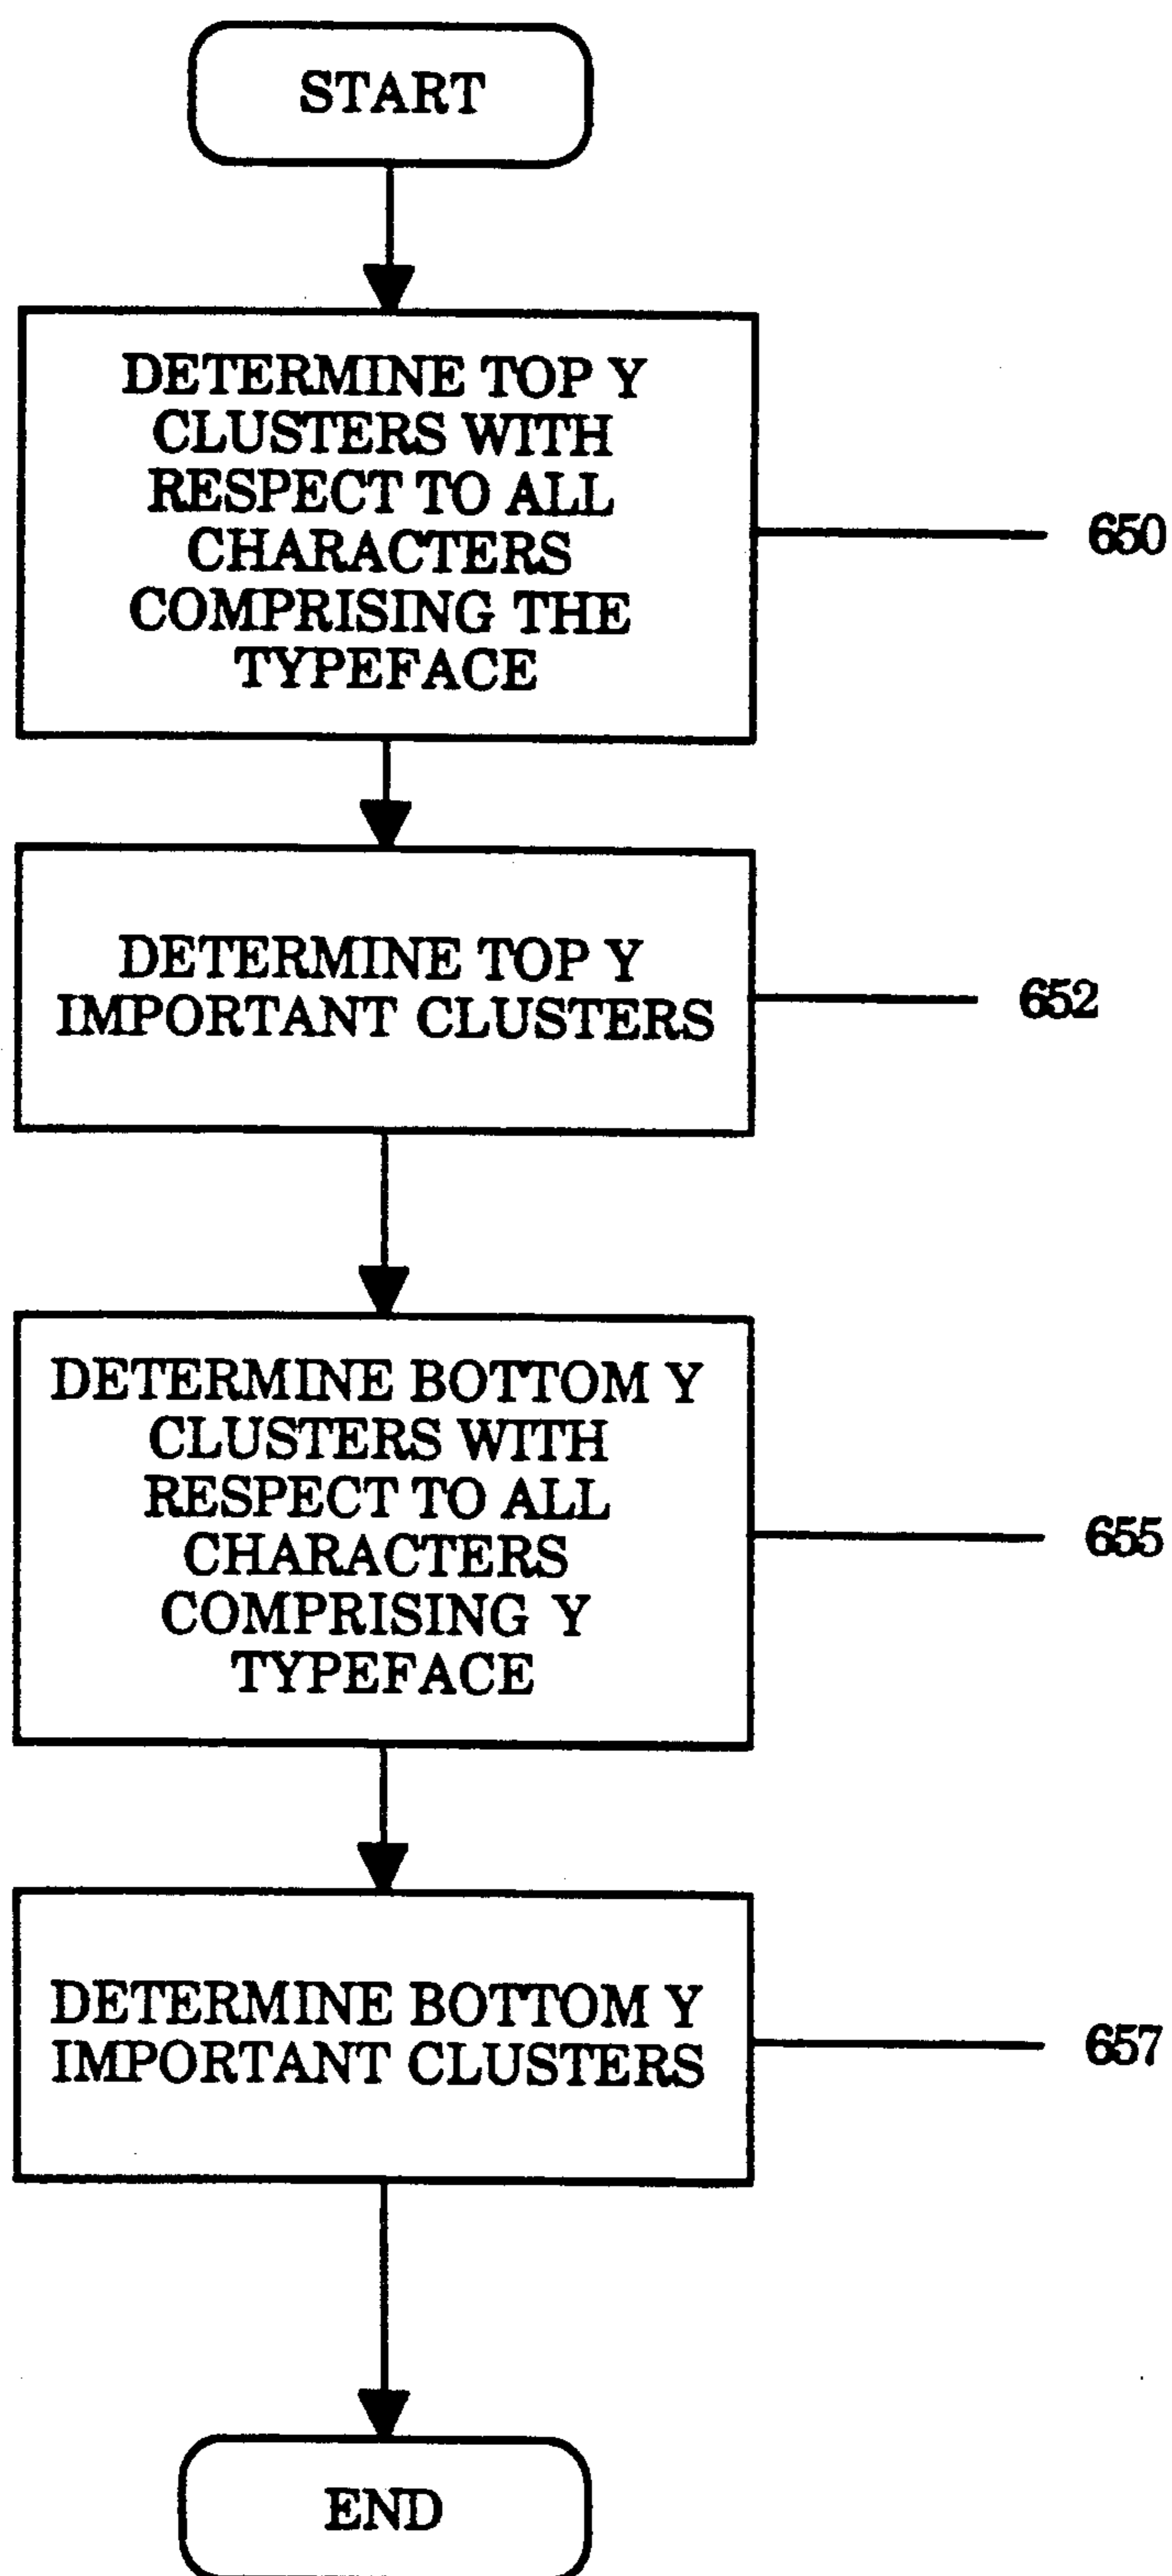 START
DETERMINE TOP Y
CLUSTERS WITH
RESPECT TO ALL
CHARACTERS
COMPRISING THE
TYPEFACE
650
DETERMINE TOP Y
IMPORTANT CLUSTERS
652
DETERMINE BOTTOM Y
CLUSTERS WITH
RESPECT TO ALL
CHARACTERS
COMPRISING Y
TYPEFACE
655
DETERMINE BOTTOM Y
IMPORTANT CLUSTERS
657
END